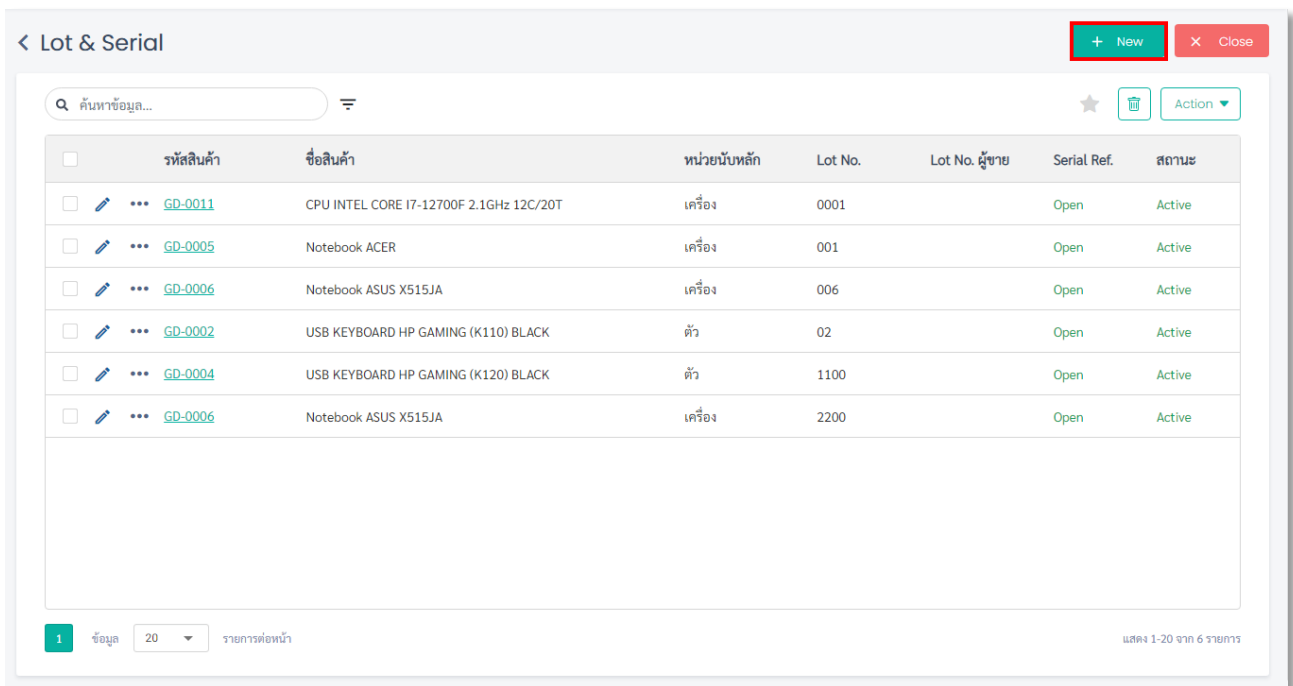 Lot & Serial
+ New
× Close
ค้นหาข้อมูล...
Action
รหัสสินค้า ชื่อสินค้า หน่วยนับหลัก Lot No. Lot No. ผู้ขาย Serial Ref. สถานะ
GD-0011 CPU INTEL CORE I7-12700F 2.1GHz 12C/20T เครื่อง 0001 Open Active
GD-0005 Notebook ACER เครื่อง 001 Open Active
GD-0006 Notebook ASUS X515JA เครื่อง 006 Open Active
GD-0002 USB KEYBOARD HP GAMING (K110) BLACK ตัว 02 Open Active
GD-0004 USB KEYBOARD HP GAMING (K120) BLACK ตัว 1100 Open Active
GD-0006 Notebook ASUS X515JA เครื่อง 2200 Open Active
1 ข้อมูล 20 รายการต่อหน้า แสดง 1-20 จาก 6 รายการ